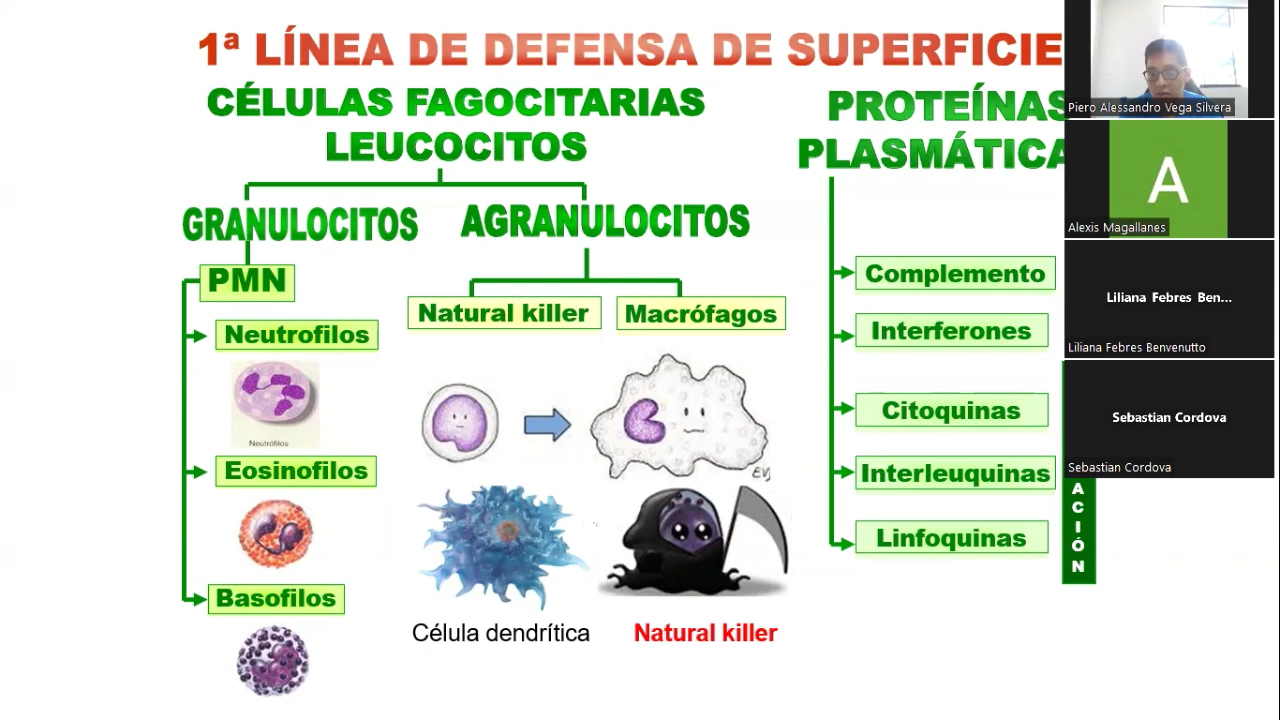 1ª LÍNEA DE DEFENSA DE SUPERFICIE
CÉLULAS FAGOCITARIAS
LEUCOCITOS
GRANULOCITOS
AGRANULOCITOS
PMN
Neutrofilos
Neutrófilos
Eosinofilos
Basofilos
Natural killer
Macrófagos
EVJ
Célula dendrítica
Natural killer
PROTEÍNAS
PLASMÁTICA
Complemento
Interferones
Citoquinas
Interleuquinas
Linfoquinas
A
C
I
Ó
N
Piero Alessandro Vega Silvera
A
Alexis Magallanes
Liliana Febres Ben...
Liliana Febres Benvenutto
Sebastian Cordova
Sebastian Cordova